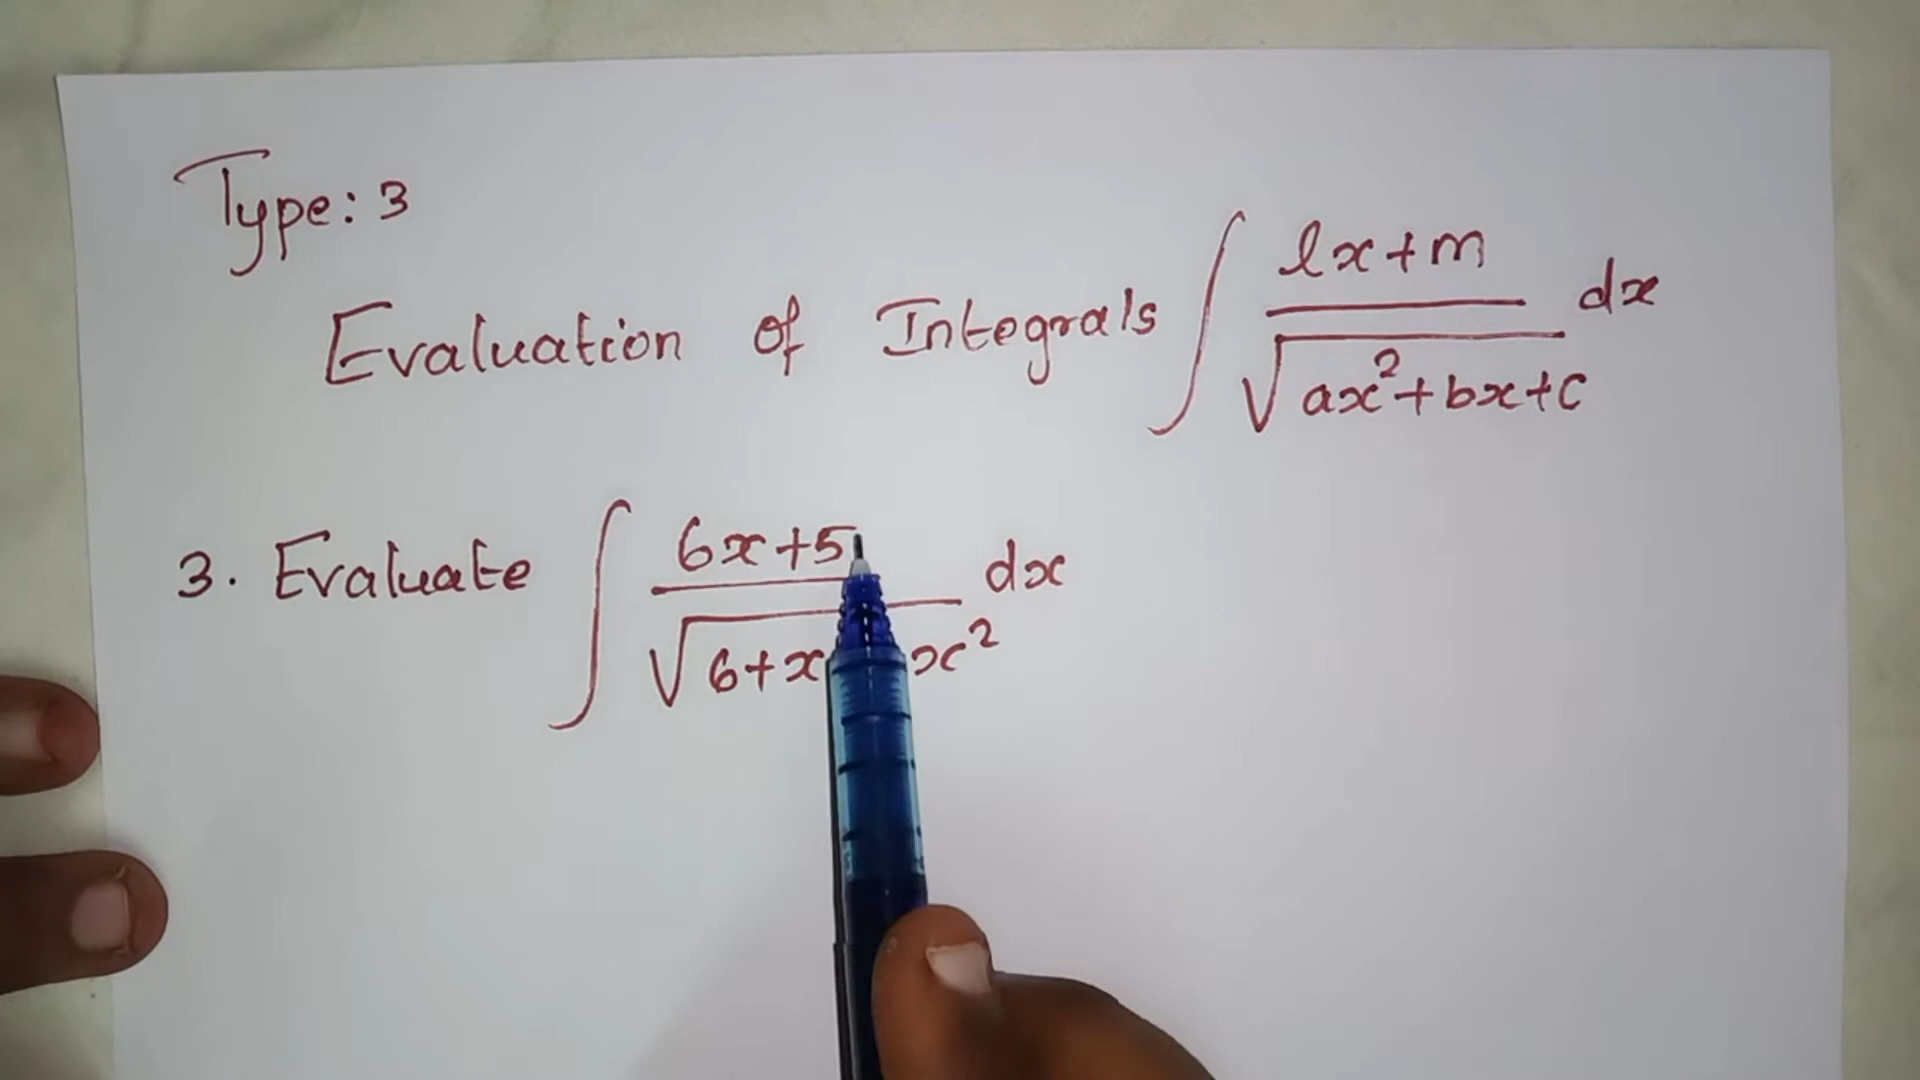 Type: 3
Evaluation of Integrals ∫ (lx+m)/√(ax²+bx+c) dx
3. Evaluate ∫ (6x+5)/√(6+x x²) dx